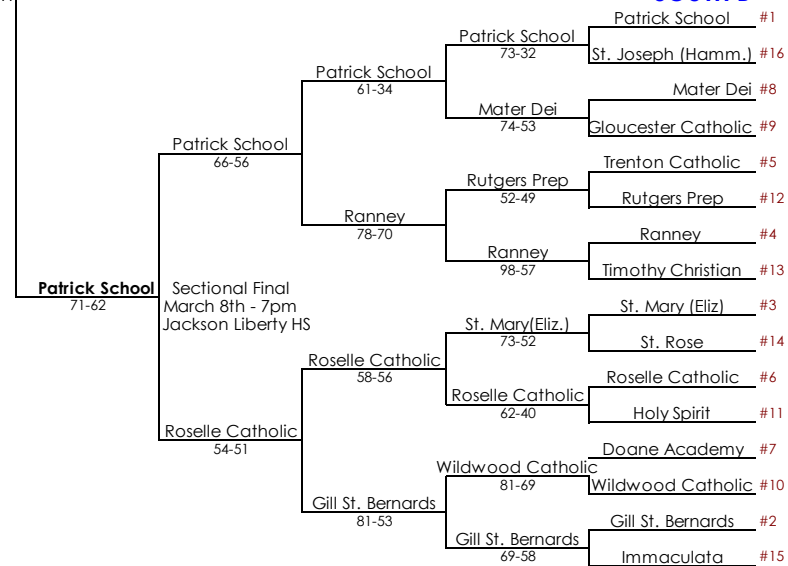 Patrick School #1
Patrick School
73-32
St. Joseph (Hamm.) #16
Patrick School
61-34
Mater Dei #8
Mater Dei
74-53
Gloucester Catholic #9
Patrick School
66-56
Trenton Catholic #5
Rutgers Prep
52-49
Rutgers Prep #12
Ranney
78-70
Ranney #4
Ranney
98-57
Timothy Christian #13
Patrick School
71-62
Sectional Final
March 8th - 7pm
Jackson Liberty HS
St. Mary (Eliz) #3
St. Mary(Eliz.)
73-52
St. Rose #14
Roselle Catholic
58-56
Roselle Catholic #6
Roselle Catholic
62-40
Holy Spirit #11
Roselle Catholic
54-51
Doane Academy #7
Wildwood Catholic
81-69
Wildwood Catholic #10
Gill St. Bernards
81-53
Gill St. Bernards #2
Gill St. Bernards
69-58
Immaculata #15